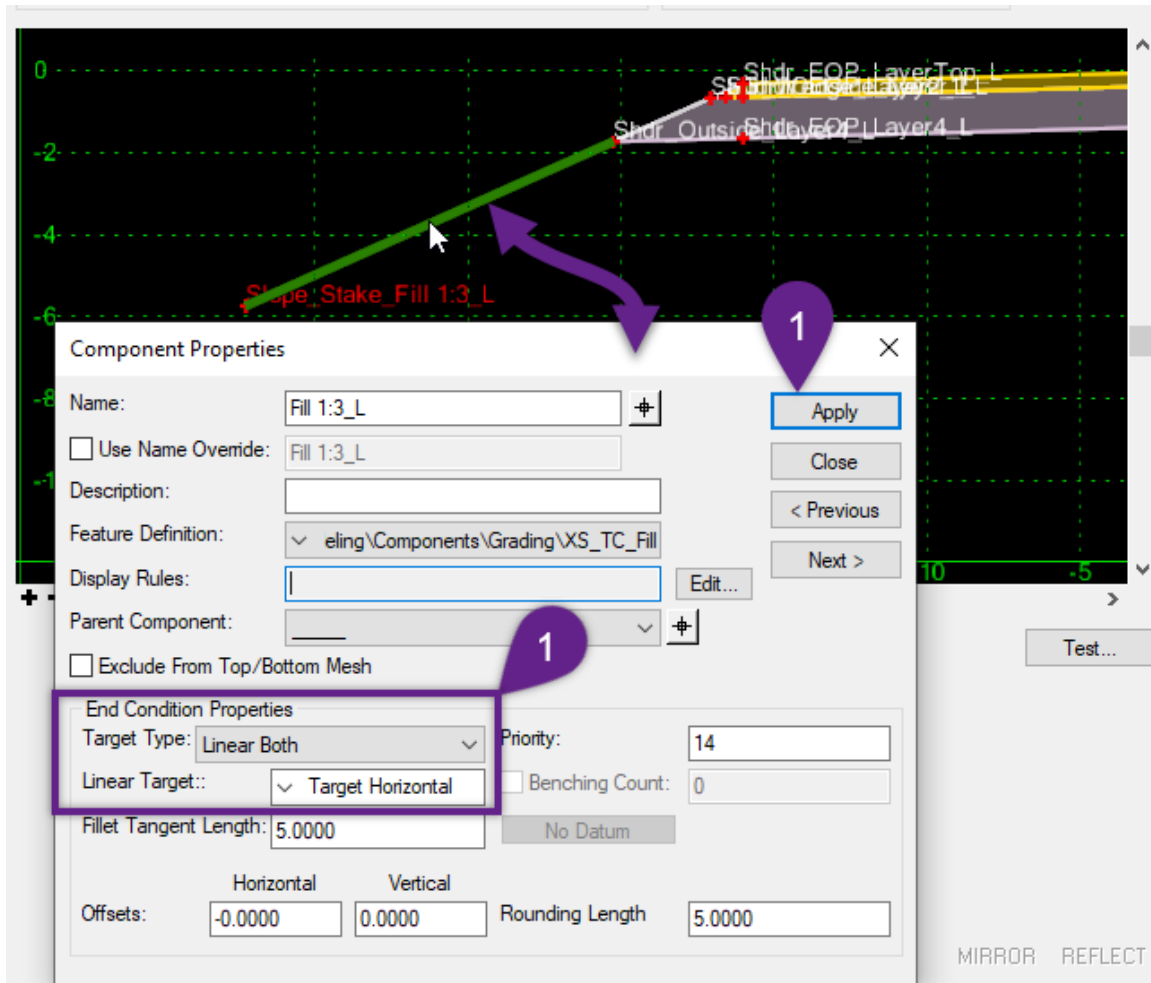 0
Shdr_EOP_LayerTop_L
Shdr_Outside_Layer4_L
Shdr_EOP_Layer4_L
-2
-4
Slope_Stake_Fill 1:3_L
-6
1
Component Properties
-8
Name:
Fill 1:3_L
Apply
Use Name Override:
Fill 1:3_L
Close
-1
Description:
< Previous
Feature Definition:
eling\Components\Grading\XS_TC_Fill
Next >
Display Rules:
Edit...
10
-5
Parent Component:
1
Test...
Exclude From Top/Bottom Mesh
End Condition Properties
Target Type:
Linear Both
Priority:
14
Linear Target::
Target Horizontal
Benching Count:
0
Fillet Tangent Length:
5.0000
No Datum
Horizontal
Vertical
Offsets:
-0.0000
0.0000
Rounding Length
5.0000
MIRROR
REFLECT